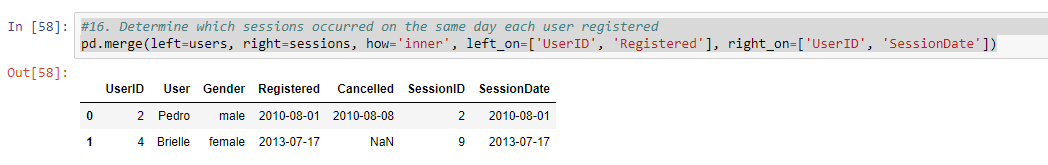 In [58]: #16. Determine which sessions occurred on the same day each user registered
pd.merge(left=users, right=sessions, how='inner', left_on=['UserID', 'Registered'], right_on=['UserID', 'SessionDate'])
Out[58]:
UserID User Gender Registered Cancelled SessionID SessionDate
0 2 Pedro male 2010-08-01 2010-08-08 2 2010-08-01
1 4 Brielle female 2013-07-17 NaN 9 2013-07-17